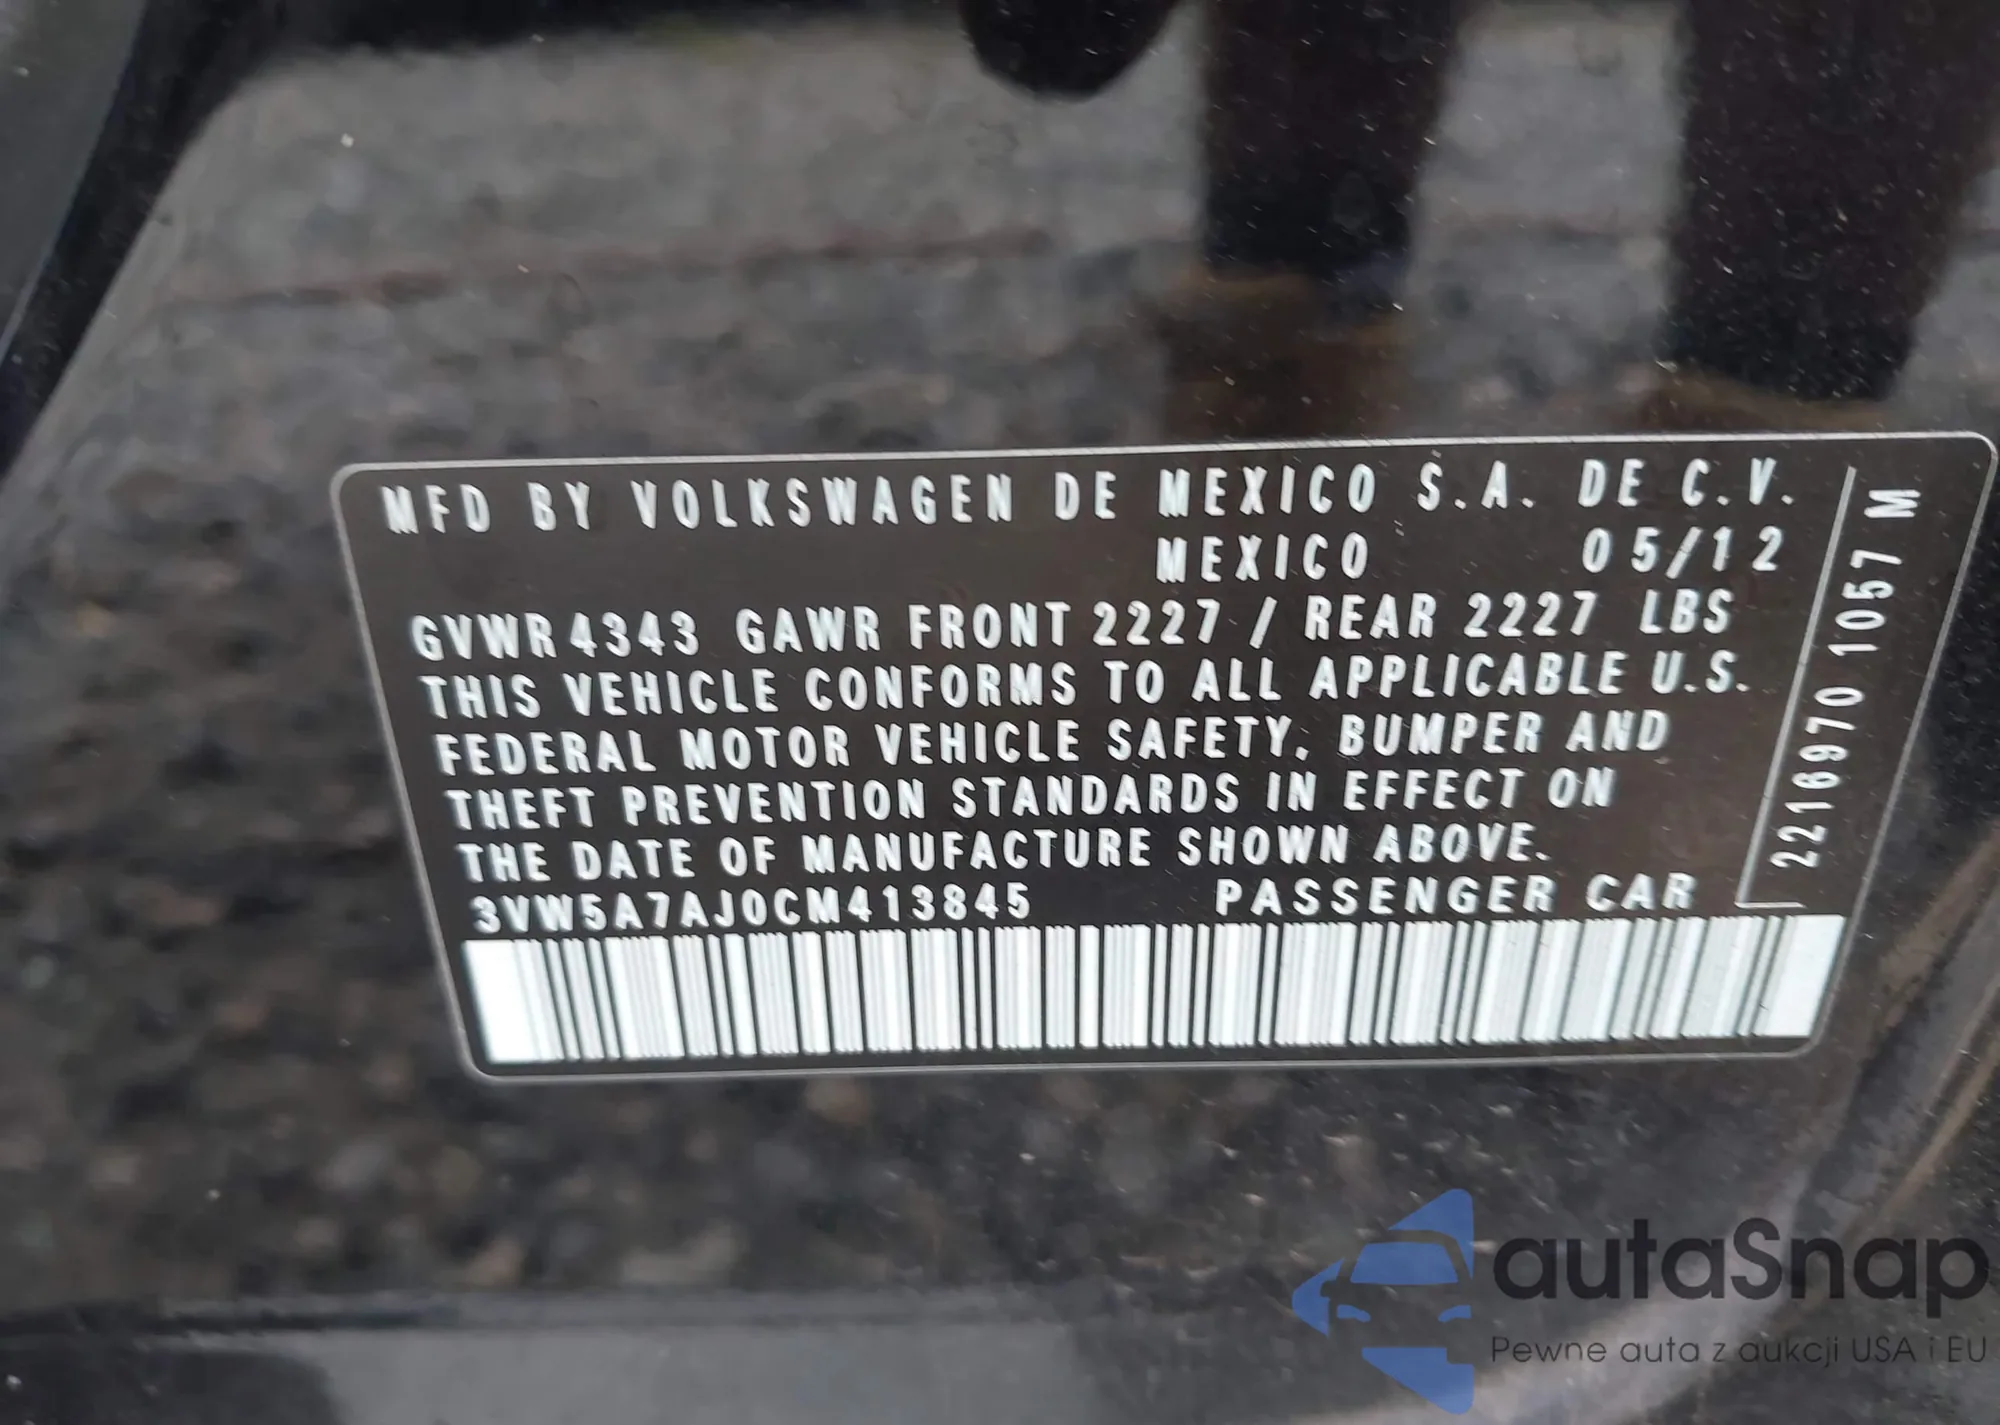 MFD BY VOLKSWAGEN DE MEXICO S.A. DE C.V.
MEXICO 05/12
GVWR 4343 GAWR FRONT 2227 / REAR 2227 LBS
THIS VEHICLE CONFORMS TO ALL APPLICABLE U.S.
FEDERAL MOTOR VEHICLE SAFETY, BUMPER AND
THEFT PREVENTION STANDARDS IN EFFECT ON
THE DATE OF MANUFACTURE SHOWN ABOVE.
3VW5A7AJ0CM413845 PASSENGER CAR
2216970 1057 M
autaSnap
Pewne auta z aukcji USA i EU